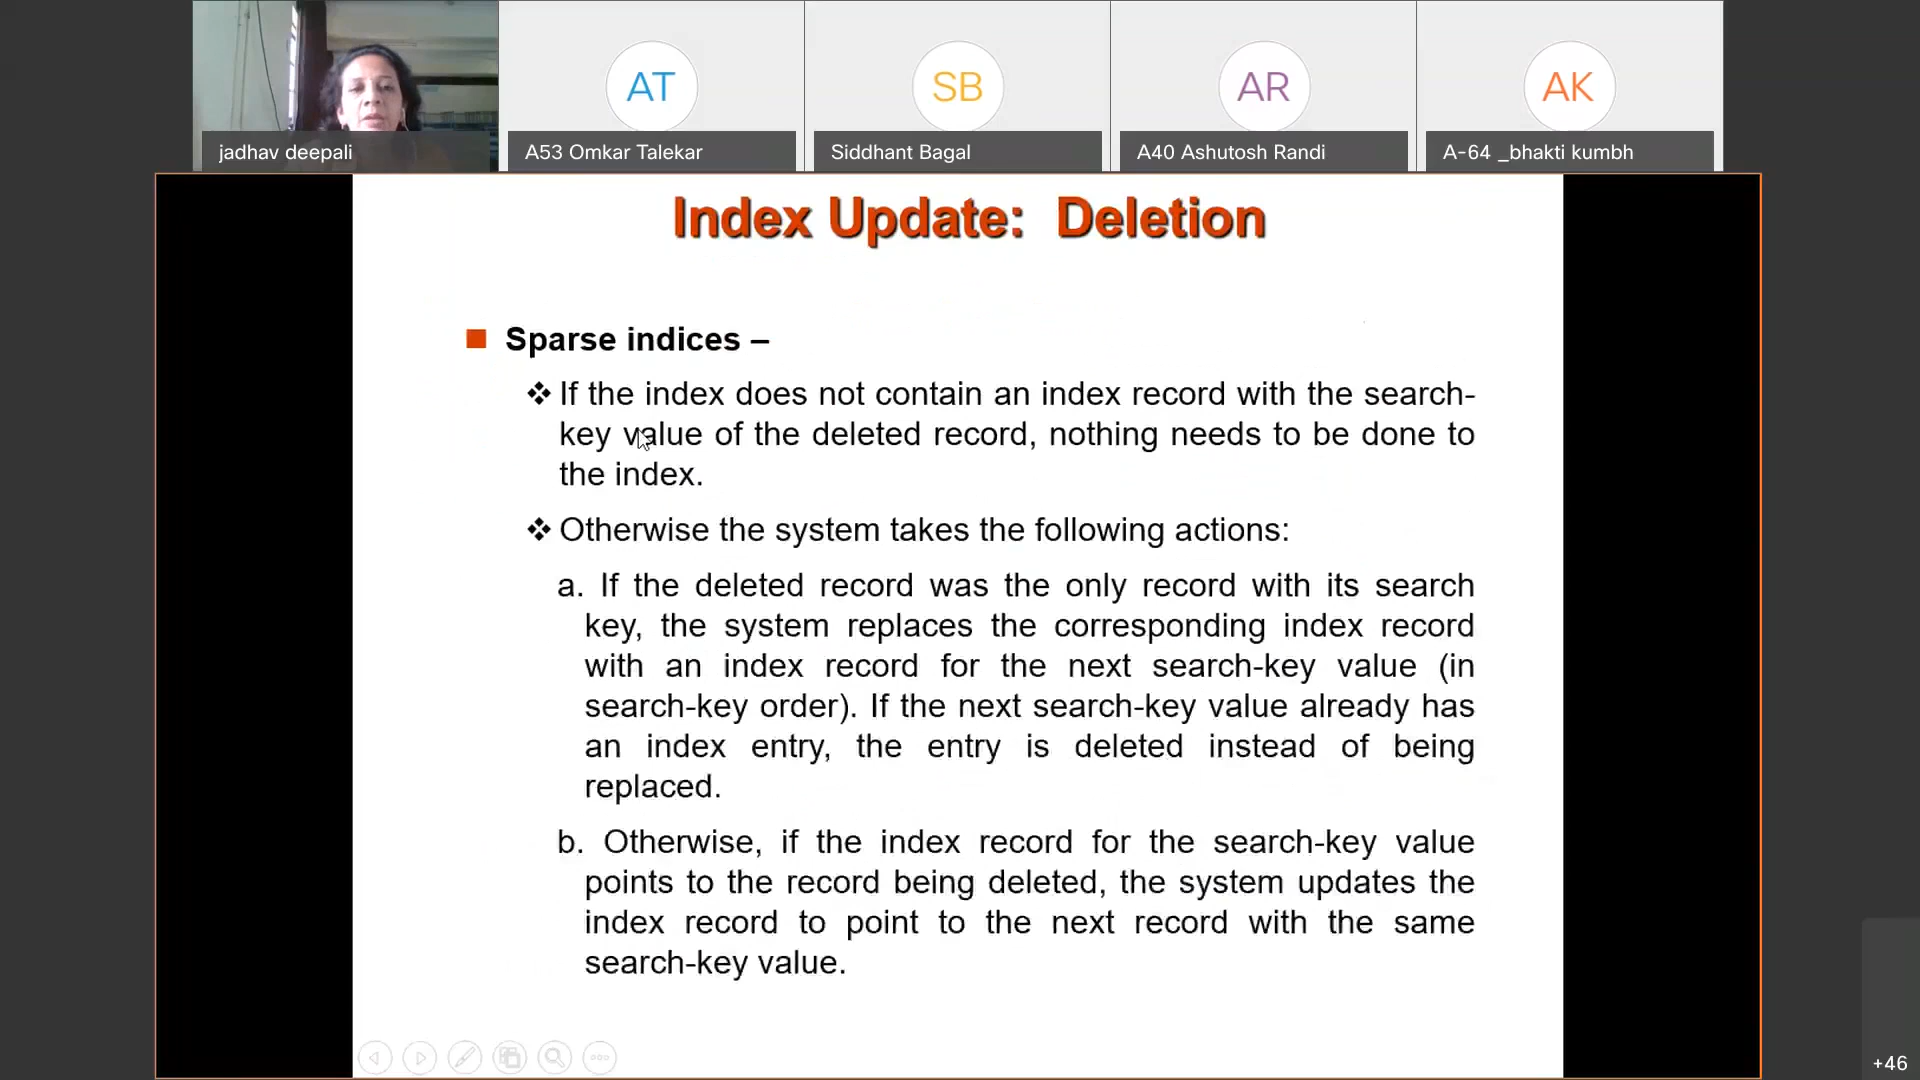 AT
SB
AR
AK
jadhav deepali
A53 Omkar Talekar
Siddhant Bagal
A40 Ashutosh Randi
A-64 _bhakti kumbh
Index Update: Deletion
Sparse indices –
If the index does not contain an index record with the search-
key value of the deleted record, nothing needs to be done to
the index.
Otherwise the system takes the following actions:
a. If the deleted record was the only record with its search
key, the system replaces the corresponding index record
with an index record for the next search-key value (in
search-key order). If the next search-key value already has
an index entry, the entry is deleted instead of being
replaced.
b. Otherwise, if the index record for the search-key value
points to the record being deleted, the system updates the
index record to point to the next record with the same
search-key value.
+46